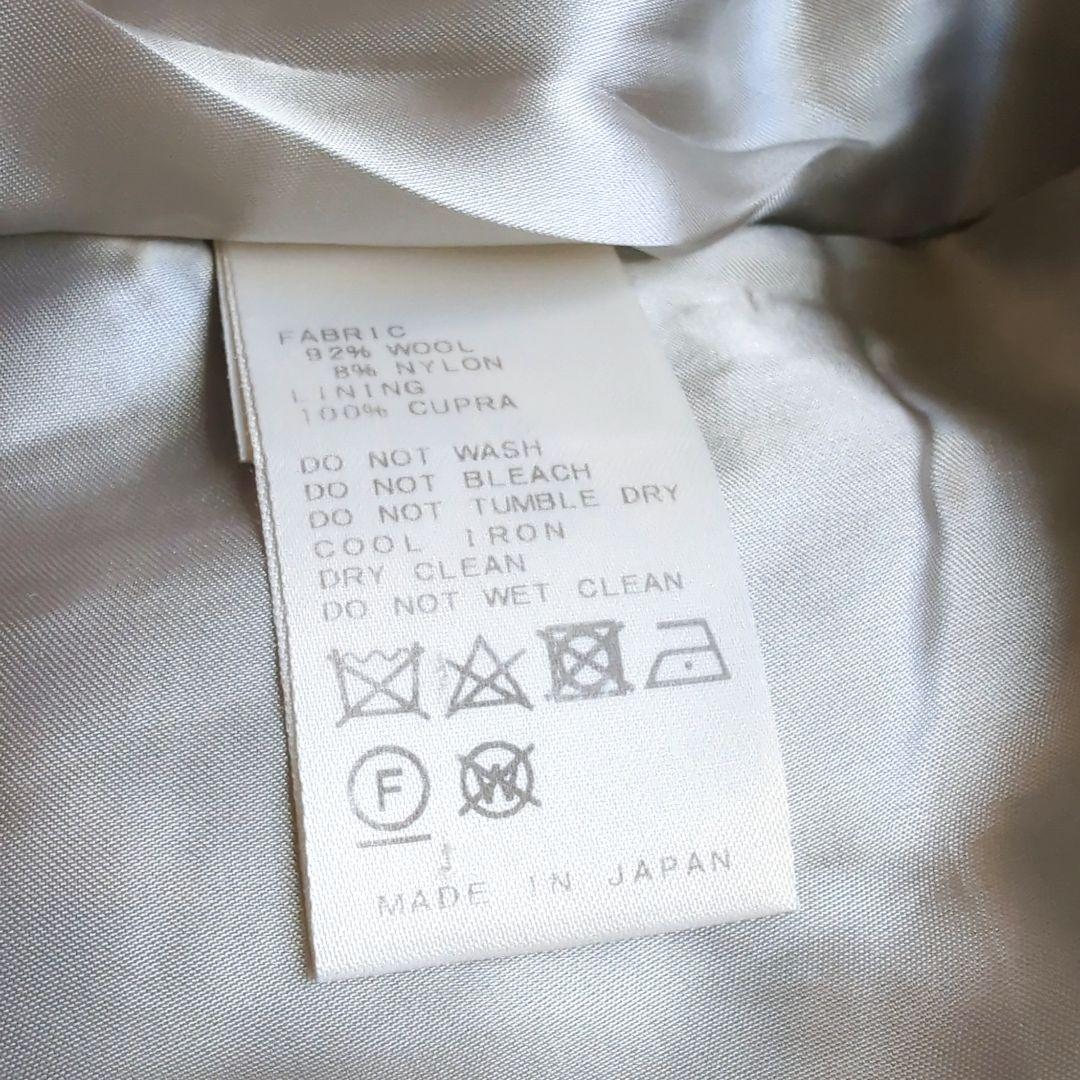 FABRIC
92% WOOL
8% NYLON
LINING
100% CUPRA
DO NOT WASH
DO NOT BLEACH
DO NOT TUMBLE DRY
COOL IRON
DRY CLEAN
DO NOT WET CLEAN
F W
MADE IN JAPAN